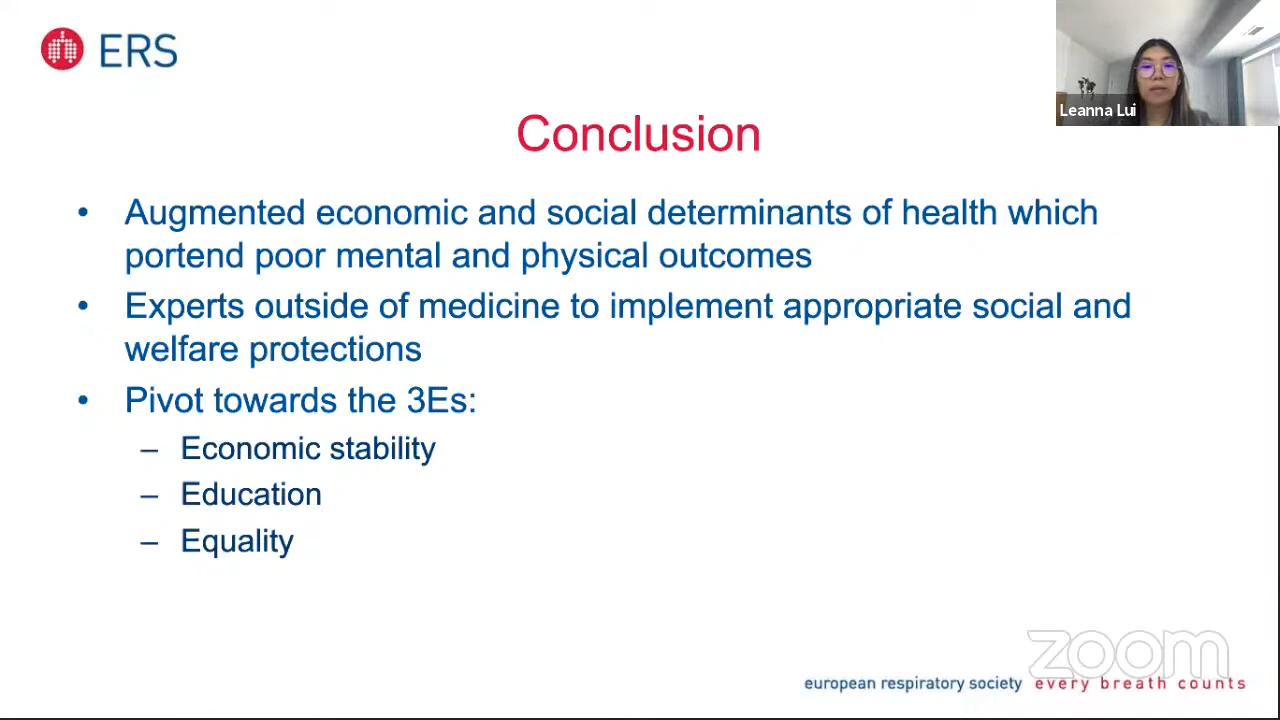 ERS
Leanna Lui
Conclusion
• Augmented economic and social determinants of health which
portend poor mental and physical outcomes
• Experts outside of medicine to implement appropriate social and
welfare protections
• Pivot towards the 3Es:
– Economic stability
– Education
– Equality
zoom
european respiratory society every breath counts